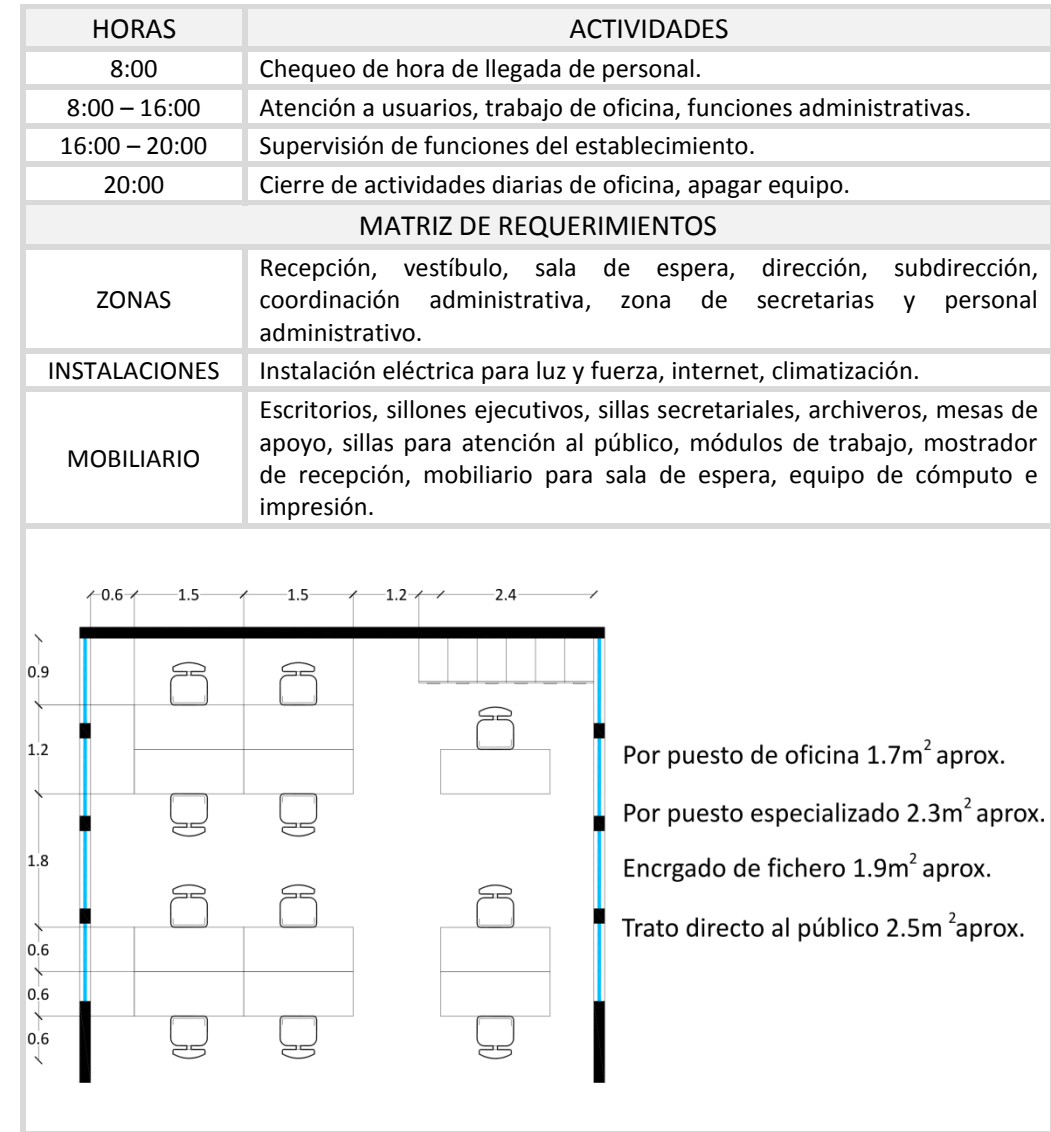 HORAS ACTIVIDADES
8:00 Chequeo de hora de llegada de personal.
8:00 – 16:00 Atención a usuarios, trabajo de oficina, funciones administrativas.
16:00 – 20:00 Supervisión de funciones del establecimiento.
20:00 Cierre de actividades diarias de oficina, apagar equipo.
MATRIZ DE REQUERIMIENTOS
ZONAS
Recepción, vestíbulo, sala de espera, dirección, subdirección,
coordinación administrativa, zona de secretarias y personal
administrativo.
INSTALACIONES Instalación eléctrica para luz y fuerza, internet, climatización.
MOBILIARIO
Escritorios, sillones ejecutivos, sillas secretariales, archiveros, mesas de
apoyo, sillas para atención al público, módulos de trabajo, mostrador
de recepción, mobiliario para sala de espera, equipo de cómputo e
impresión.
0.6 1.5 1.5 1.2 2.4
0.9
1.2
1.8
0.6
0.6
0.6
Por puesto de oficina 1.7m² aprox.
Por puesto especializado 2.3m² aprox.
Encrgado de fichero 1.9m² aprox.
Trato directo al público 2.5m ²aprox.